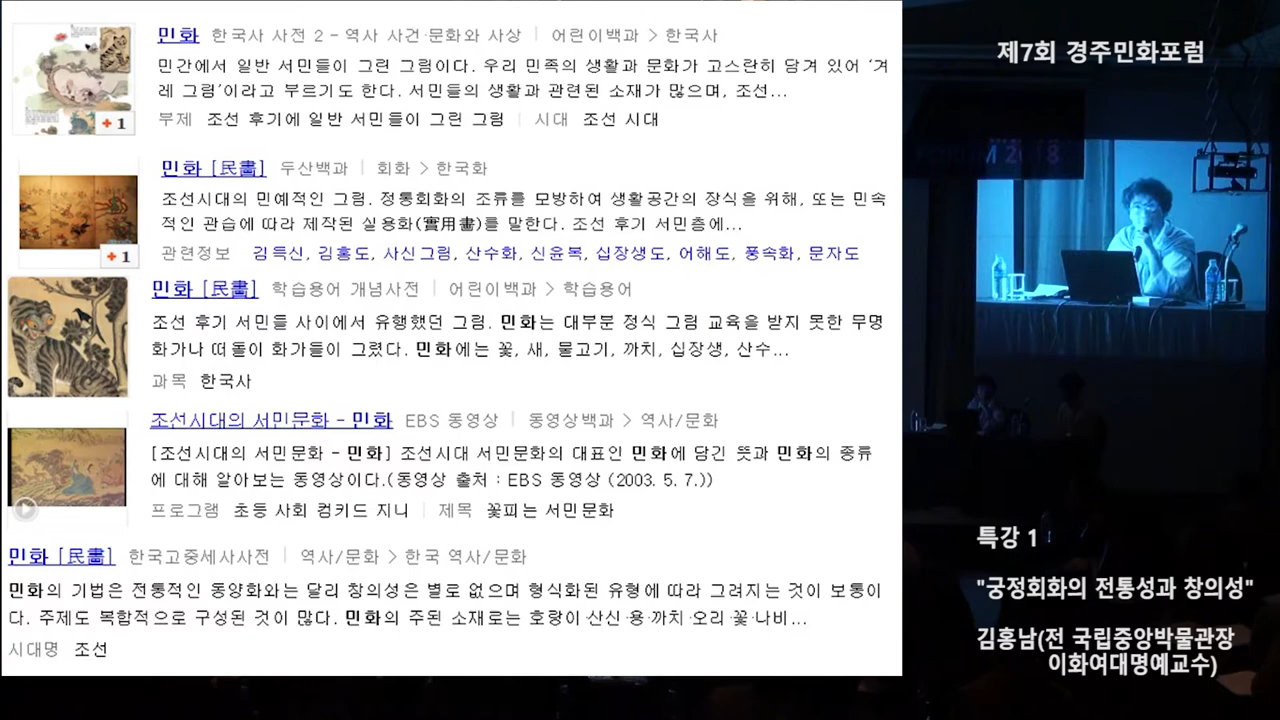 민화 한국사 사전 2 - 역사 사건·문화와 사상 | 어린이백과 > 한국사
민간에서 일반 서민들이 그린 그림이다. 우리 민족의 생활과 문화가 고스란히 담겨 있어 ‘겨
레 그림’이라고 부르기도 한다. 서민들의 생활과 관련된 소재가 많으며, 조선...
부제 조선 후기에 일반 서민들이 그린 그림 | 시대 조선 시대
+1
민화 [民畵] 두산백과 | 회화 > 한국화
조선시대의 민예적인 그림. 정통회화의 조류를 모방하여 생활공간의 장식을 위해, 또는 민속
적인 관습에 따라 제작된 실용화(實用畵)를 말한다. 조선 후기 서민층에...
관련정보 김득신, 김홍도, 사신그림, 산수화, 신윤복, 십장생도, 어해도, 풍속화, 문자도
+1
민화 [民畵] 학습용어 개념사전 | 어린이백과 > 학습용어
조선 후기 서민들 사이에서 유행했던 그림. 민화는 대부분 정식 그림 교육을 받지 못한 무명
화가나 떠돌이 화가들이 그렸다. 민화에는 꽃, 새, 물고기, 까치, 십장생, 산수...
과목 한국사
조선시대의 서민문화 - 민화 EBS 동영상 | 동영상백과 > 역사/문화
[조선시대의 서민문화 - 민화] 조선시대 서민문화의 대표인 민화에 담긴 뜻과 민화의 종류
에 대해 알아보는 동영상이다.(동영상 출처 : EBS 동영상 (2003. 5. 7.))
프로그램 초등 사회 컴키드 지니 | 제목 꽃피는 서민문화
민화 [民畵] 한국고중세사사전 | 역사/문화 > 한국 역사/문화
민화의 기법은 전통적인 동양화와는 달리 창의성은 별로 없으며 형식화된 유형에 따라 그려지는 것이 보통이
다. 주제도 복합적으로 구성된 것이 많다. 민화의 주된 소재로는 호랑이·산신·용·까치·오리·꽃·나비...
시대명 조선
제7회 경주민화포럼
2018
특강 1
"궁정회화의 전통성과 창의성"
김홍남(전 국립중앙박물관장
이화여대명예교수)